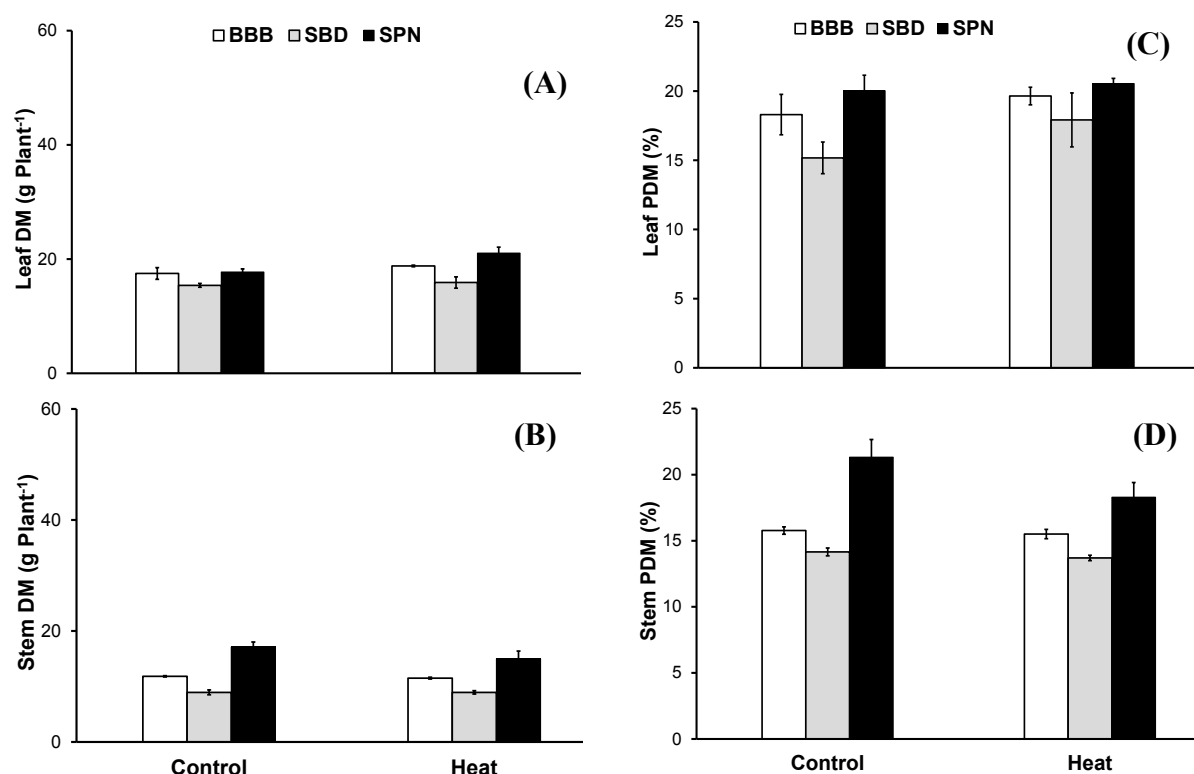 BBB SBD SPN
(A)
Leaf DM (g Plant⁻¹)
60
40
20
0
BBB SBD SPN
(C)
Leaf PDM (%)
25
20
15
10
5
0
(B)
Stem DM (g Plant⁻¹)
60
40
20
0
Control Heat
(D)
Stem PDM (%)
25
20
15
10
5
0
Control Heat